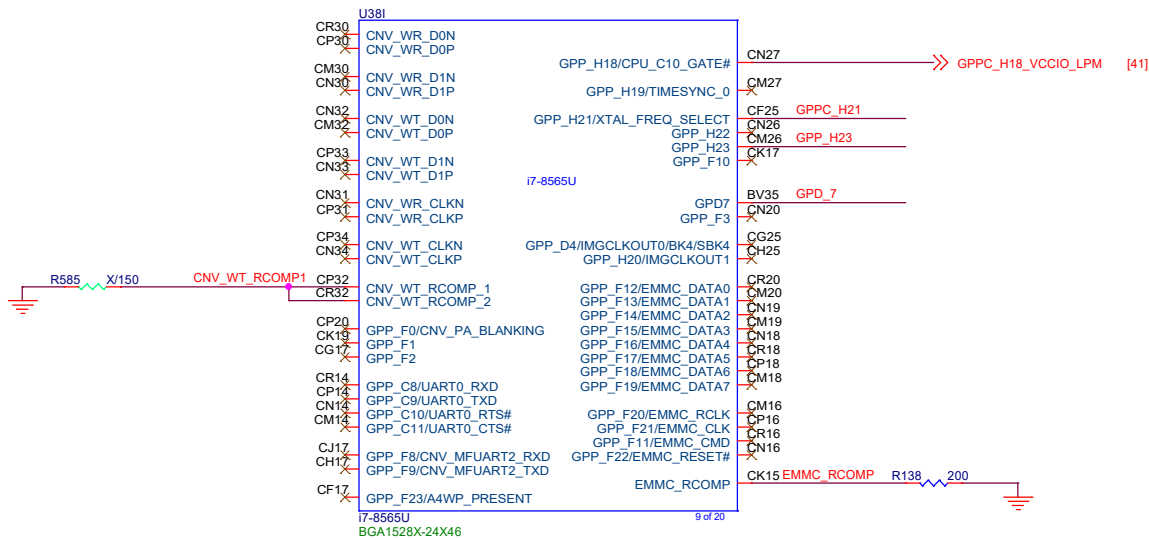 U38I
CR30 CNV_WR_D0N
CP30 CNV_WR_D0P
CM30 CNV_WR_D1N
CN30 CNV_WR_D1P
CN32 CNV_WT_D0N
CM32 CNV_WT_D0P
CP33 CNV_WT_D1N
CN33 CNV_WT_D1P
CN31 CNV_WR_CLKN
CP31 CNV_WR_CLKP
CP34 CNV_WT_CLKN
CN34 CNV_WT_CLKP
R585 X/150 CNV_WT_RCOMP1 CP32 CNV_WT_RCOMP_1
CR32 CNV_WT_RCOMP_2
CP20 GPP_F0/CNV_PA_BLANKING
CK19 GPP_F1
CG17 GPP_F2
CR14 GPP_C8/UART0_RXD
CP14 GPP_C9/UART0_TXD
CN14 GPP_C10/UART0_RTS#
CM14 GPP_C11/UART0_CTS#
CJ17 GPP_F8/CNV_MFUART2_RXD
CH17 GPP_F9/CNV_MFUART2_TXD
CF17 GPP_F23/A4WP_PRESENT
i7-8565U
GPP_H18/CPU_C10_GATE# CN27 GPPC_H18_VCCIO_LPM [41]
GPP_H19/TIMESYNC_0 CM27
GPP_H21/XTAL_FREQ_SELECT CF25 GPPC_H21
GPP_H22 CN26
GPP_H23 CM26 GPP_H23
GPP_F10 CK17
GPD7 BV35 GPD_7
GPP_F3 CN20
GPP_D4/IMGCLKOUT0/BK4/SBK4 CG25
GPP_H20/IMGCLKOUT1 CH25
GPP_F12/EMMC_DATA0 CR20
GPP_F13/EMMC_DATA1 CM20
GPP_F14/EMMC_DATA2 CN19
GPP_F15/EMMC_DATA3 CM19
GPP_F16/EMMC_DATA4 CN18
GPP_F17/EMMC_DATA5 CR18
GPP_F18/EMMC_DATA6 CP18
GPP_F19/EMMC_DATA7 CM18
GPP_F20/EMMC_RCLK CM16
GPP_F21/EMMC_CLK CP16
GPP_F11/EMMC_CMD CR16
GPP_F22/EMMC_RESET# CN16
EMMC_RCOMP CK15 EMMC_RCOMP R138 200
i7-8565U 9 of 20
BGA1528X-24X46